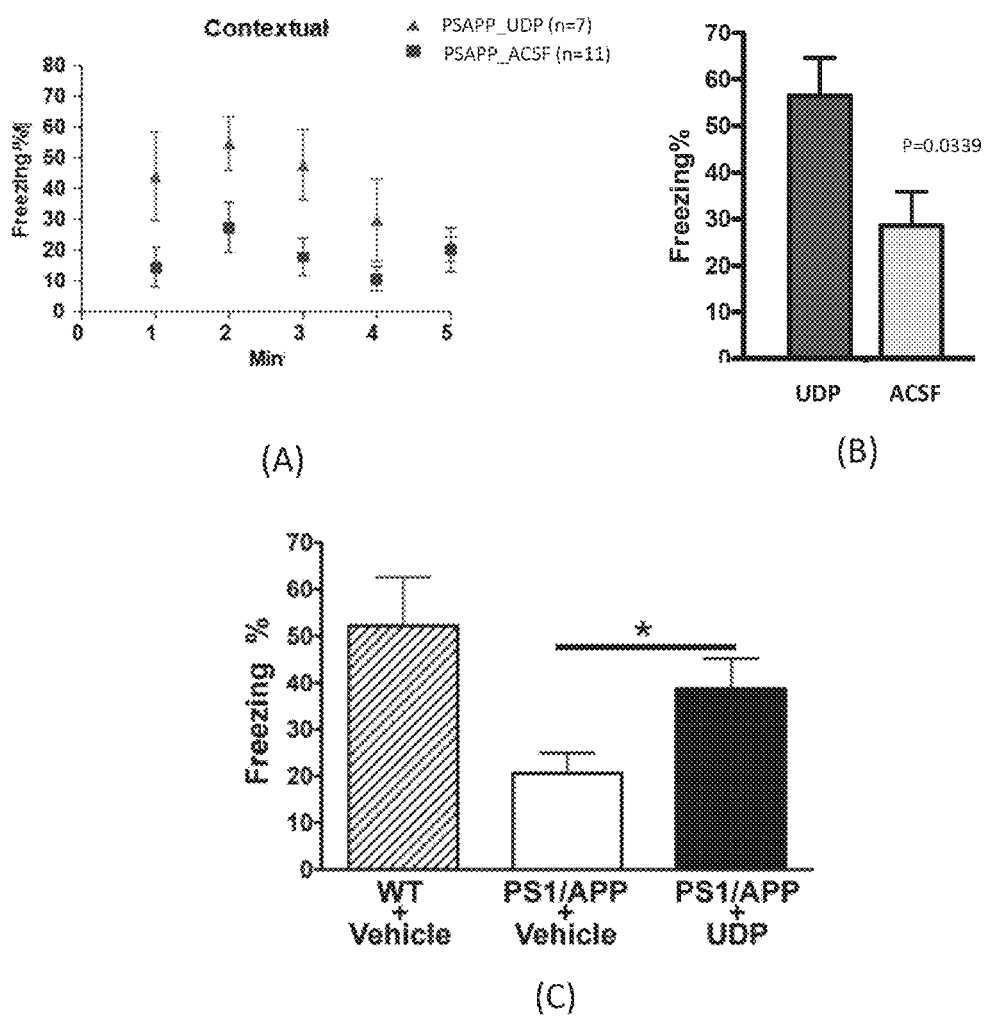 Contextual
PSAPP_UDP (n=7)
PSAPP_ACSF (n=11)
Freezing
80
70
60
50
40
30
20
10
0
0 1 2 3 4 5
Min
(A)
Freezing%
70
60
50
40
30
20
10
0
P=0.0339
UDP ACSF
(B)
Freezing %
70
60
50
40
30
20
10
0
WT + Vehicle
PS1/APP + Vehicle
PS1/APP + UDP
*
(C)